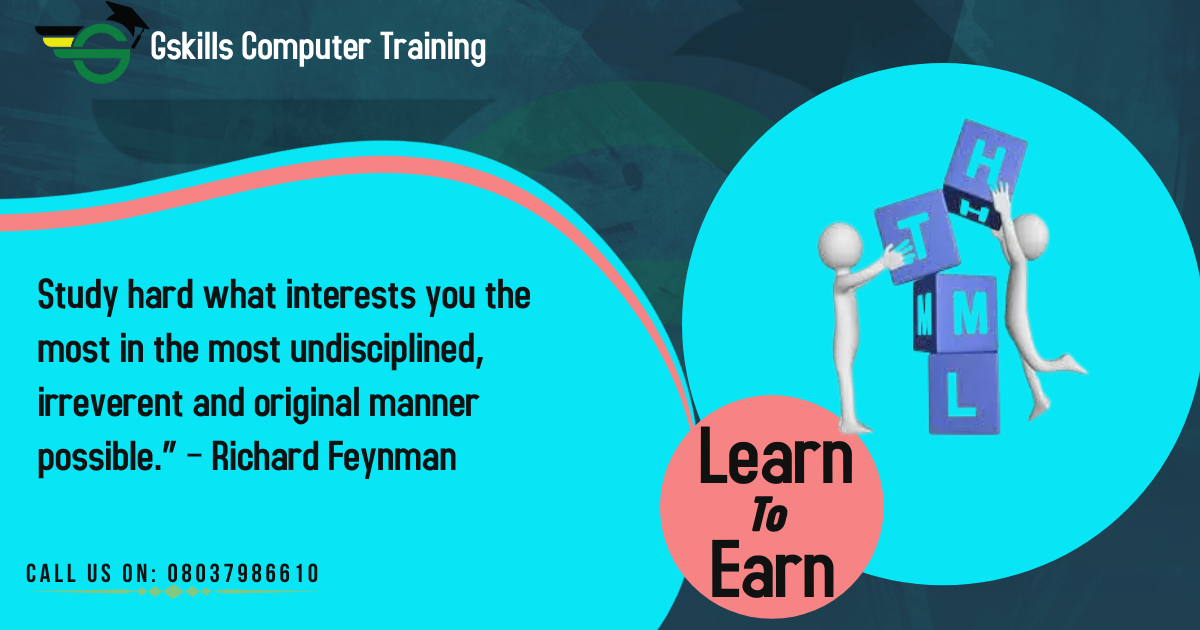 Gskills Computer Training
Study hard what interests you the
most in the most undisciplined,
irreverent and original manner
possible.” – Richard Feynman
CALL US ON: 08037986610
H
H
T
M
M
L
Learn
To
Earn